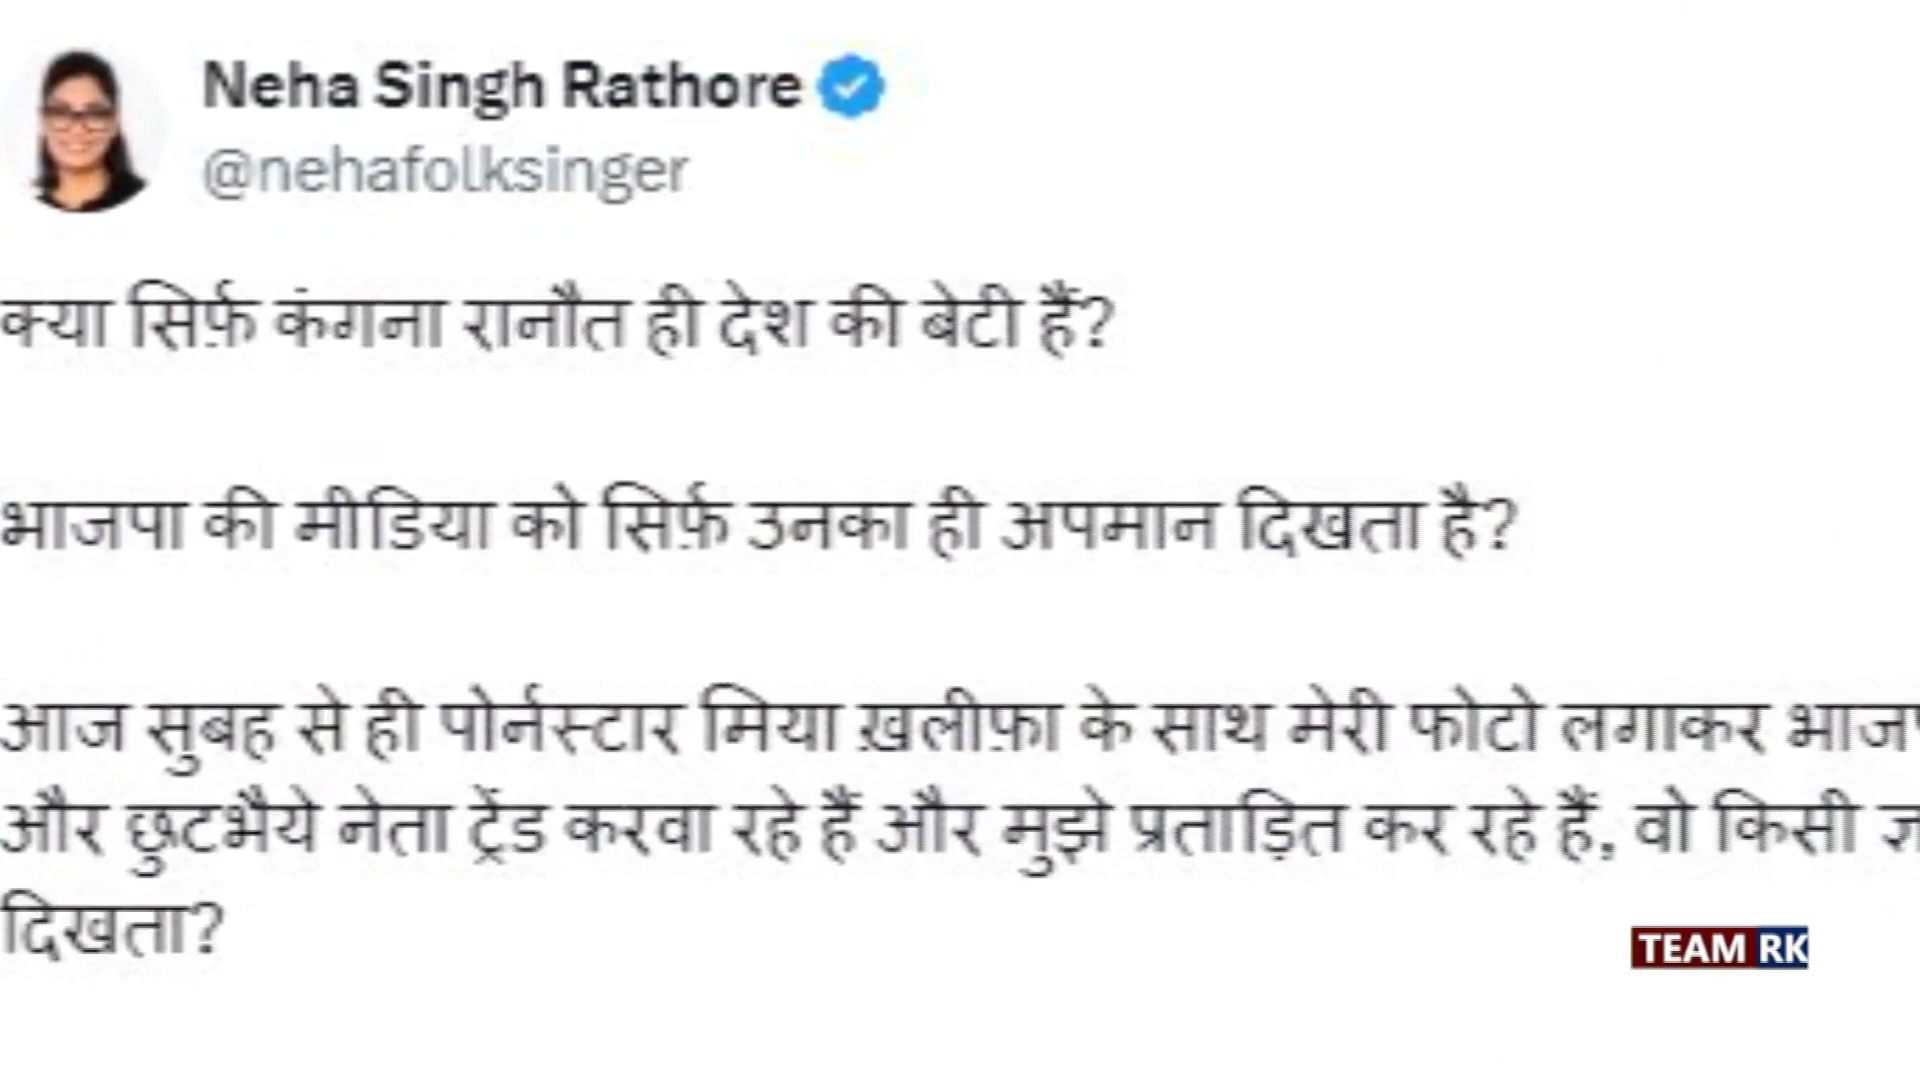 Neha Singh Rathore
@nehafolksinger
क्या सिर्फ़ कंगना रानौत ही देश की बेटी हैं?
भाजपा की मीडिया को सिर्फ़ उनका ही अपमान दिखता है?
आज सुबह से ही पोर्नस्टार मिया ख़लीफ़ा के साथ मेरी फोटो लगाकर
और छुटभैये नेता ट्रेंड करवा रहे हैं और मुझे प्रताड़ित कर रहे हैं, वो किसी
दिखता?
TEAM RK